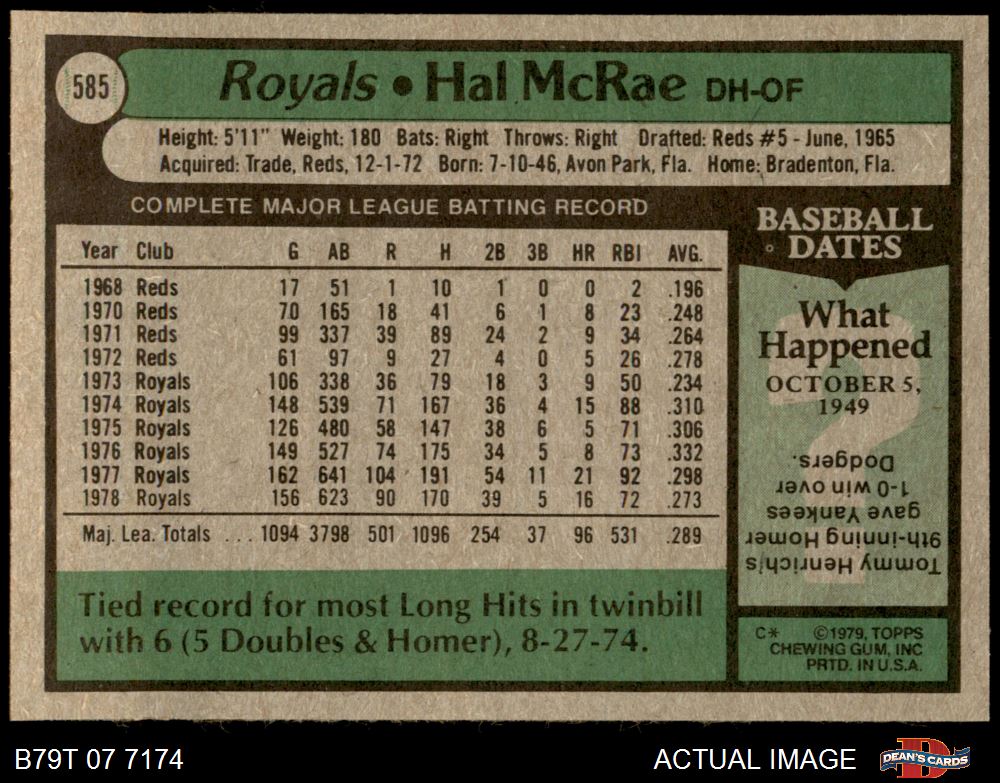 585
Royals • Hal McRae DH-OF
Height: 5'11" Weight: 180 Bats: Right Throws: Right Drafted: Reds #5 - June, 1965
Acquired: Trade, Reds, 12-1-72 Born: 7-10-46, Avon Park, Fla. Home: Bradenton, Fla.
COMPLETE MAJOR LEAGUE BATTING RECORD
Year Club G AB R H 2B 3B HR RBI AVG.
1968 Reds 17 51 1 10 1 0 0 2 .196
1970 Reds 70 165 18 41 6 1 8 23 .248
1971 Reds 99 337 39 89 24 2 9 34 .264
1972 Reds 61 97 9 27 4 0 5 26 .278
1973 Royals 106 338 36 79 18 3 9 50 .234
1974 Royals 148 539 71 167 36 4 15 88 .310
1975 Royals 126 480 58 147 38 6 5 71 .306
1976 Royals 149 527 74 175 34 5 8 73 .332
1977 Royals 162 641 104 191 54 11 21 92 .298
1978 Royals 156 623 90 170 39 5 16 72 .273
Maj. Lea. Totals ... 1094 3798 501 1096 254 37 96 531 .289
Tied record for most Long Hits in twinbill
with 6 (5 Doubles & Homer), 8-27-74.
BASEBALL
DATES
What
Happened
OCTOBER 5,
1949
?
Tommy Henrich's
9th-inning Homer
gave Yankees
1-0 win over
Dodgers.
C* ©1979, TOPPS
CHEWING GUM, INC
PRTD. IN U.S.A.
B79T 07 7174
ACTUAL IMAGE
D
DEAN'S CARDS